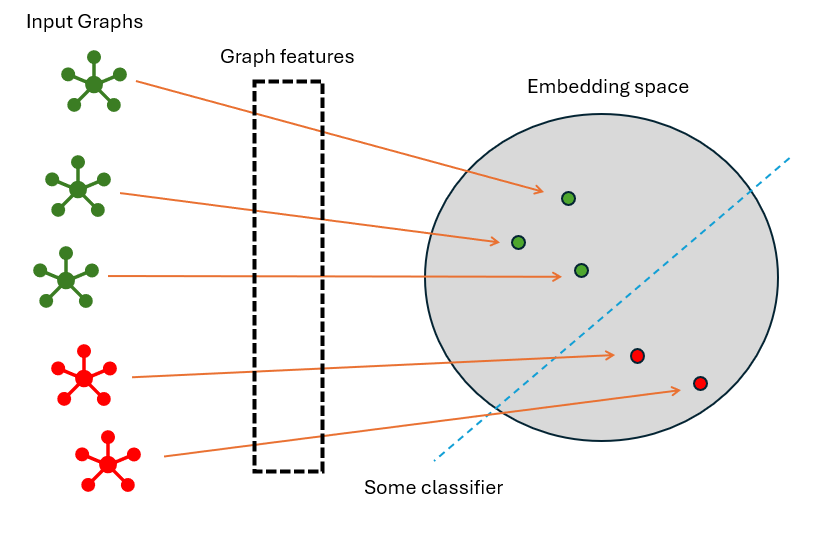 Input Graphs
Graph features
Embedding space
Some classifier